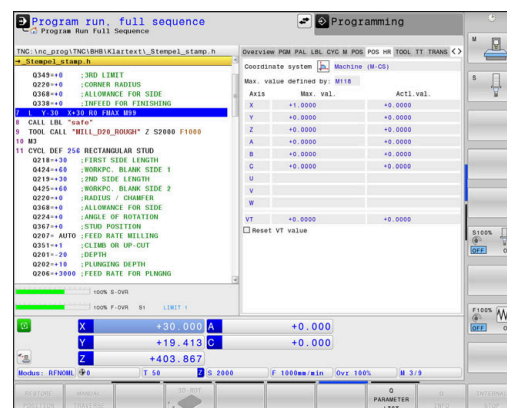 Program run, full sequence
Program Run Full Sequence
Programming
TNC:\nc_prog\TNC\BHB\Klartext\_Stempel_stamp.h
→_Stempel_stamp.h
Q349=+0 ;3RD LIMIT
Q220=+0 ;CORNER RADIUS
Q368=+0 ;ALLOWANCE FOR SIDE
Q338=+0 ;INFEED FOR FINISHING
7 L Y-30 X+30 R0 FMAX M99
8 CALL LBL "safe"
9 TOOL CALL "MILL_D20_ROUGH" Z S2000 F1000
10 M3
11 CYCL DEF 256 RECTANGULAR STUD
Q218=+30 ;FIRST SIDE LENGTH
Q424=+60 ;WORKPC. BLANK SIDE 1
Q219=+30 ;2ND SIDE LENGTH
Q425=+60 ;WORKPC. BLANK SIDE 2
Q220=+0 ;RADIUS / CHAMFER
Q368=+0 ;ALLOWANCE FOR SIDE
Q224=+0 ;ANGLE OF ROTATION
Q367=+0 ;STUD POSITION
Q207= AUTO ;FEED RATE MILLING
Q351=+1 ;CLIMB OR UP-CUT
Q201=-20 ;DEPTH
Q202=+10 ;PLUNGING DEPTH
Q206=+3000 ;FEED RATE FOR PLNGNG
100% S-OVR
100% F-OVR S1 LIMIT 1
Overview PGM PAL LBL CYC M POS POS HR TOOL TT TRANS
Coordinate system Machine (M-CS)
Max. value defined by: M118
Axis Max. val. Actl.val.
X +1.0000 +0.0000
Y +0.0000 +0.0000
Z +0.0000 +0.0000
A +0.0000 +0.0000
B +0.0000 +0.0000
C +0.0000 +0.0000
U
V
W
VT +0.0000 +0.0000
Reset VT value
X +30.000 A +0.000
Y +19.413 C +0.000
Z +403.867
Modus: RFNOML 0 T 50 Z S 2000 F 1000mm/min Ovr 100% M 3/9
RESTORE POSITION
MANUAL
3D-ROT
Q PARAMETER
Q INFO
EXTERNAL STOP
M
S
S100%
OFF
F100%
OFF